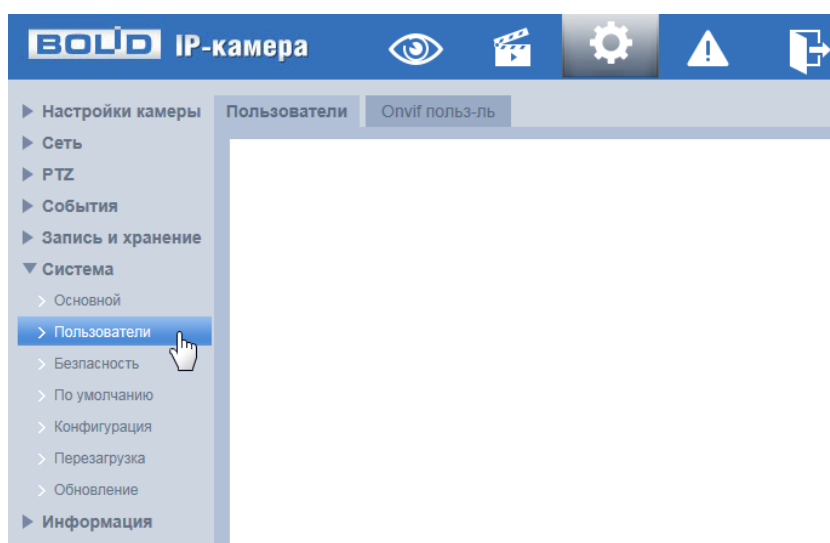 BOLID IP-камера
Пользователи Onvif польз-ль
Настройки камеры
Сеть
PTZ
События
Запись и хранение
Система
Основной
Пользователи
Безпасность
По умолчанию
Конфигурация
Перезагрузка
Обновление
Информация